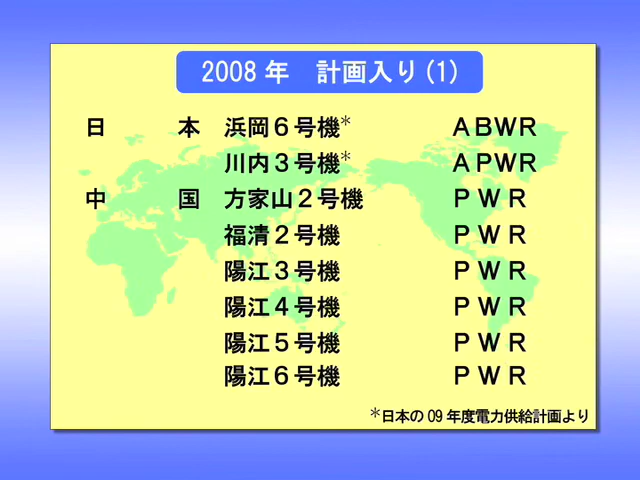 2008年　計画入り(1)
日　本　浜岡６号機*　ＡＢＷＲ
川内３号機*　ＡＰＷＲ
中　国　方家山２号機　ＰＷＲ
福清２号機　ＰＷＲ
陽江３号機　ＰＷＲ
陽江４号機　ＰＷＲ
陽江５号機　ＰＷＲ
陽江６号機　ＰＷＲ
*日本の09年度電力供給計画より